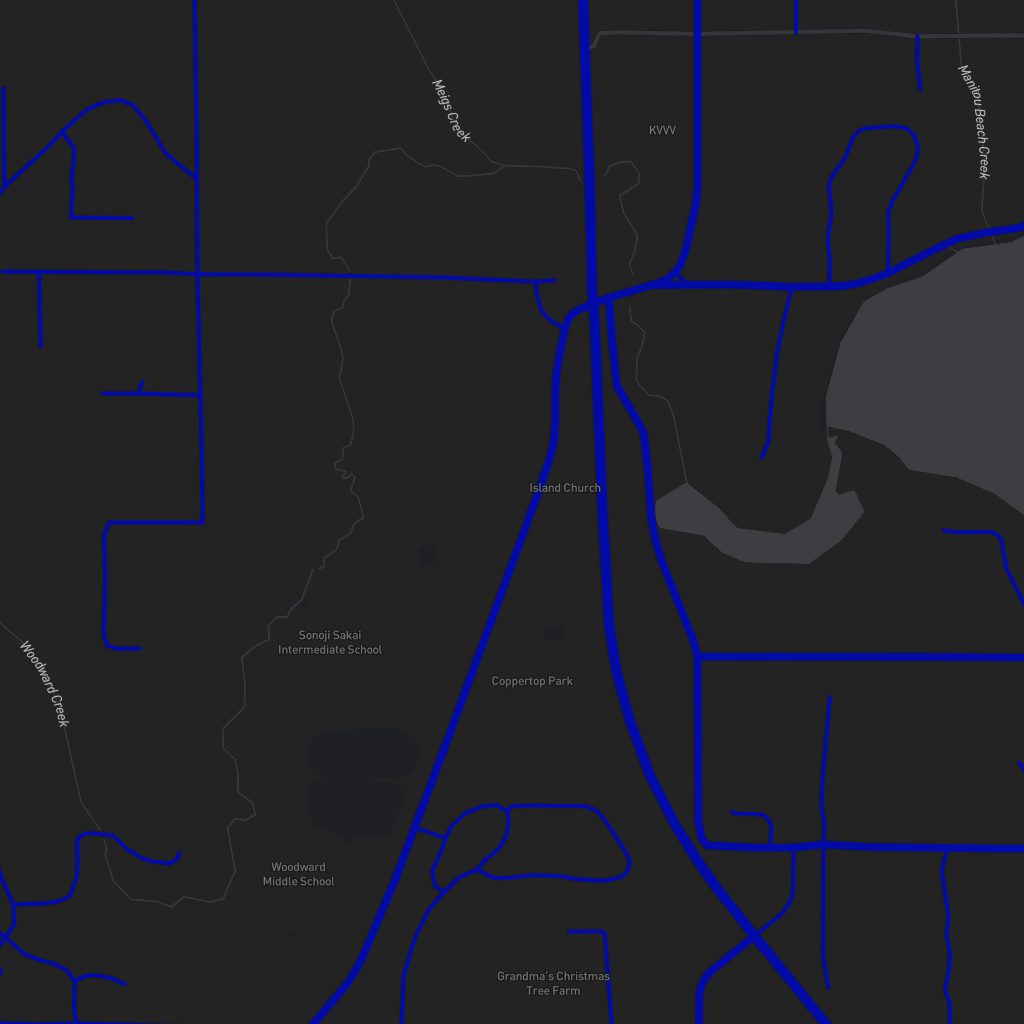 Meigs Creek
Manilou Beach Creek
KVVV
Island Church
Sonoji Sakai
Intermediate School
Woodward Creek
Coppertop Park
Woodward
Middle School
Grandma's Christmas
Tree Farm